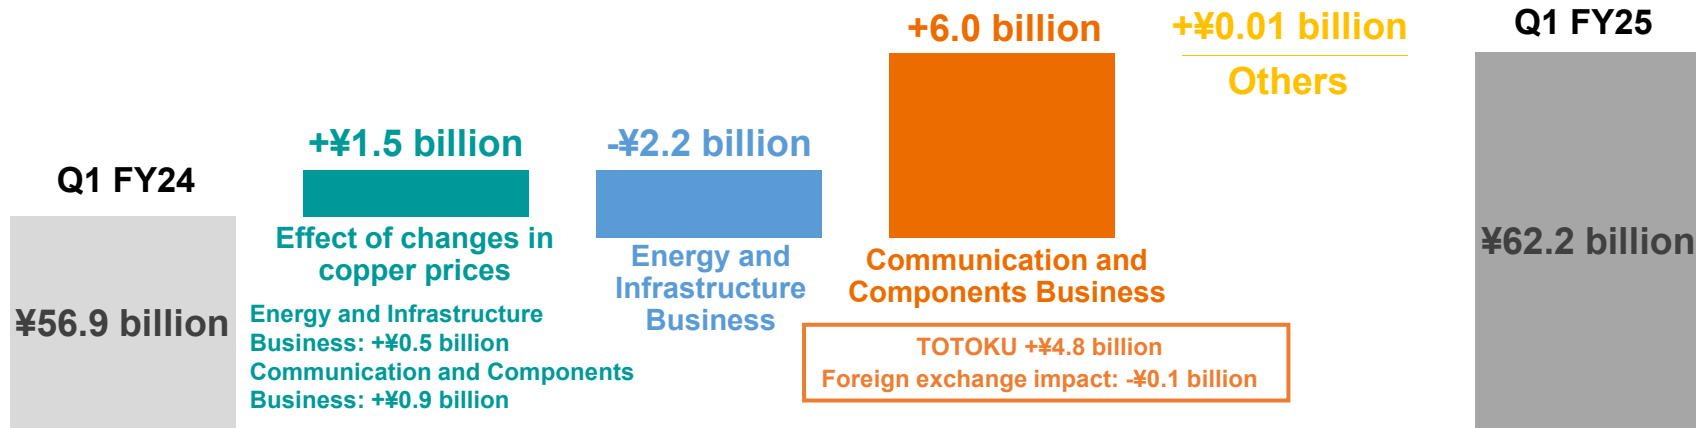 Q1 FY24
¥56.9 billion
+¥1.5 billion
Effect of changes in
copper prices
Energy and Infrastructure
Business: +¥0.5 billion
Communication and Components
Business: +¥0.9 billion
-¥2.2 billion
Energy and
Infrastructure
Business
+6.0 billion
Communication and
Components Business
TOTOKU +¥4.8 billion
Foreign exchange impact: -¥0.1 billion
+¥0.01 billion
Others
Q1 FY25
¥62.2 billion